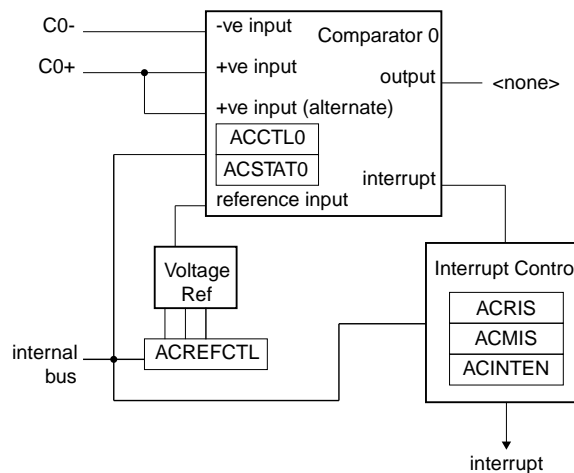 C0-
-ve input
Comparator 0
C0+
+ve input
output
<none>
+ve input (alternate)
ACCTL0
ACSTAT0
interrupt
reference input
Voltage
Ref
Interrupt Control
ACRIS
ACMIS
ACINTEN
internal
bus
ACREFCTL
interrupt